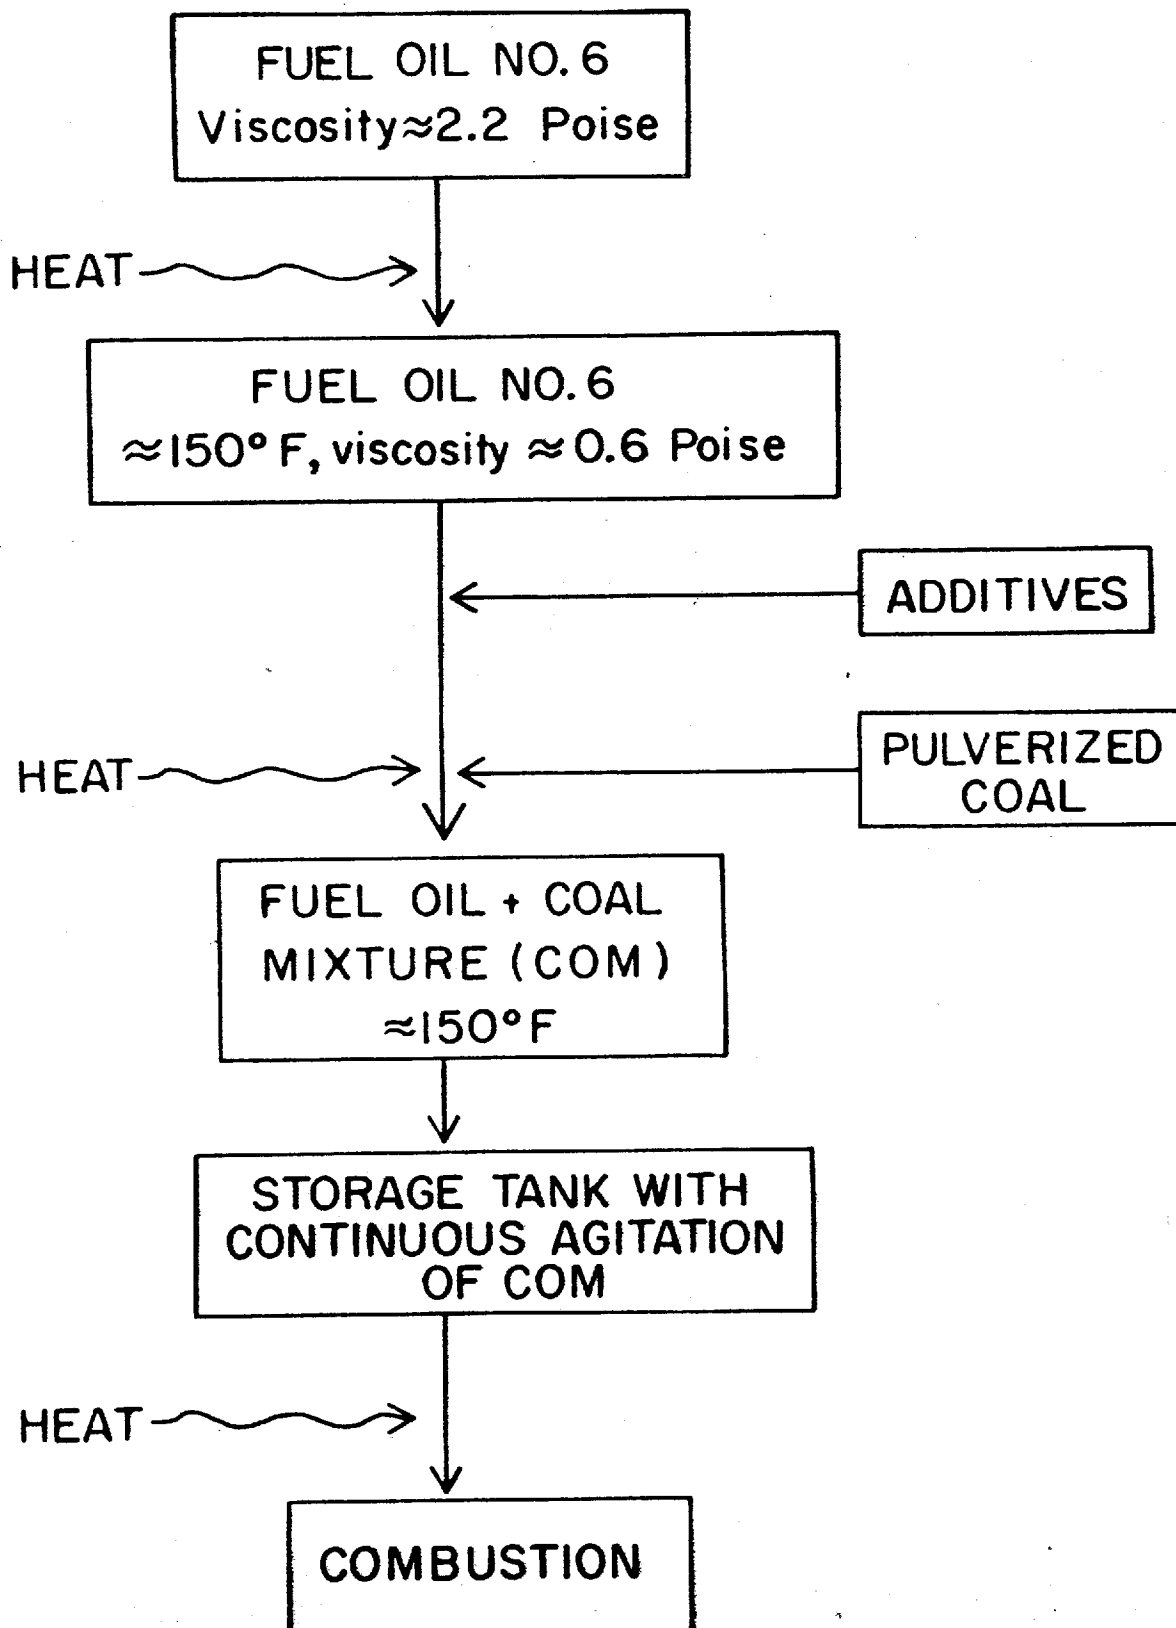 FUEL OIL NO. 6
Viscosity≈2.2 Poise
HEAT
FUEL OIL NO. 6
≈150° F, viscosity ≈ 0.6 Poise
ADDITIVES
HEAT
PULVERIZED
COAL
FUEL OIL + COAL
MIXTURE (COM)
≈150° F
STORAGE TANK WITH
CONTINUOUS AGITATION
OF COM
HEAT
COMBUSTION